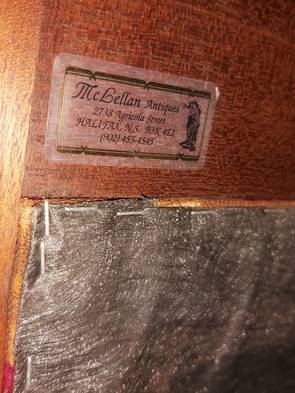 McLellan Antiques
2738 Agricola Street
HALIFAX, N.S. B3K 4E1
(902) 455-4545